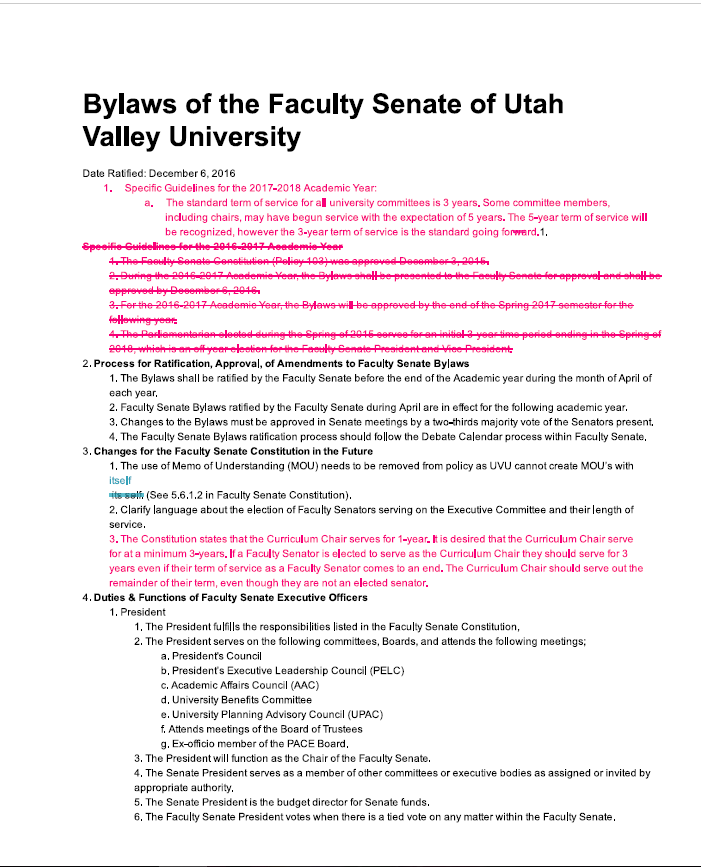 Bylaws of the Faculty Senate of Utah
Valley University
Date Ratified: December 6, 2016
1. Specific Guidelines for the 2017-2018 Academic Year:
a. The standard term of service for all university committees is 3 years. Some committee members,
including chairs, may have begun service with the expectation of 5 years. The 5-year term of service will
be recognized, however the 3-year term of service is the standard going forward.1.
Specific Guidelines for the 2016-2017 Academic Year
1. The Faculty Senate Constitution (Policy 103) was approved December 3, 2015.
2. During the 2016-2017 Academic Year, the Bylaws shall be presented to the Faculty Senate for approval and shall be
approved by December 6, 2016.
3. For the 2016-2017 Academic Year, the Bylaws will be approved by the end of the Spring 2017 semester for the
following year.
4. The Parliamentarian elected during the Spring of 2015 serves for an initial 3 year time period ending in the Spring of
2018, which is an off year election for the Faculty Senate President and Vice President.
2. Process for Ratification, Approval, of Amendments to Faculty Senate Bylaws
1. The Bylaws shall be ratified by the Faculty Senate before the end of the Academic year during the month of April of
each year.
2. Faculty Senate Bylaws ratified by the Faculty Senate during April are in effect for the following academic year.
3. Changes to the Bylaws must be approved in Senate meetings by a two-thirds majority vote of the Senators present.
4. The Faculty Senate Bylaws ratification process should follow the Debate Calendar process within Faculty Senate.
3. Changes for the Faculty Senate Constitution in the Future
1. The use of Memo of Understanding (MOU) needs to be removed from policy as UVU cannot create MOU's with
itself
its self. (See 5.6.1.2 in Faculty Senate Constitution).
2. Clarify language about the election of Faculty Senators serving on the Executive Committee and their length of
service.
3. The Constitution states that the Curriculum Chair serves for 1-year. It is desired that the Curriculum Chair serve
for at a minimum 3-years. If a Faculty Senator is elected to serve as the Curriculum Chair they should serve for 3
years even if their term of service as a Faculty Senator comes to an end. The Curriculum Chair should serve out the
remainder of their term, even though they are not an elected senator.
4. Duties & Functions of Faculty Senate Executive Officers
1. President
1. The President fulfills the responsibilities listed in the Faculty Senate Constitution.
2. The President serves on the following committees, Boards, and attends the following meetings;
a. President's Council
b. President's Executive Leadership Council (PELC)
c. Academic Affairs Council (AAC)
d. University Benefits Committee
e. University Planning Advisory Council (UPAC)
f. Attends meetings of the Board of Trustees
g. Ex-officio member of the PACE Board.
3. The President will function as the Chair of the Faculty Senate.
4. The Senate President serves as a member of other committees or executive bodies as assigned or invited by
appropriate authority.
5. The Senate President is the budget director for Senate funds.
6. The Faculty Senate President votes when there is a tied vote on any matter within the Faculty Senate.